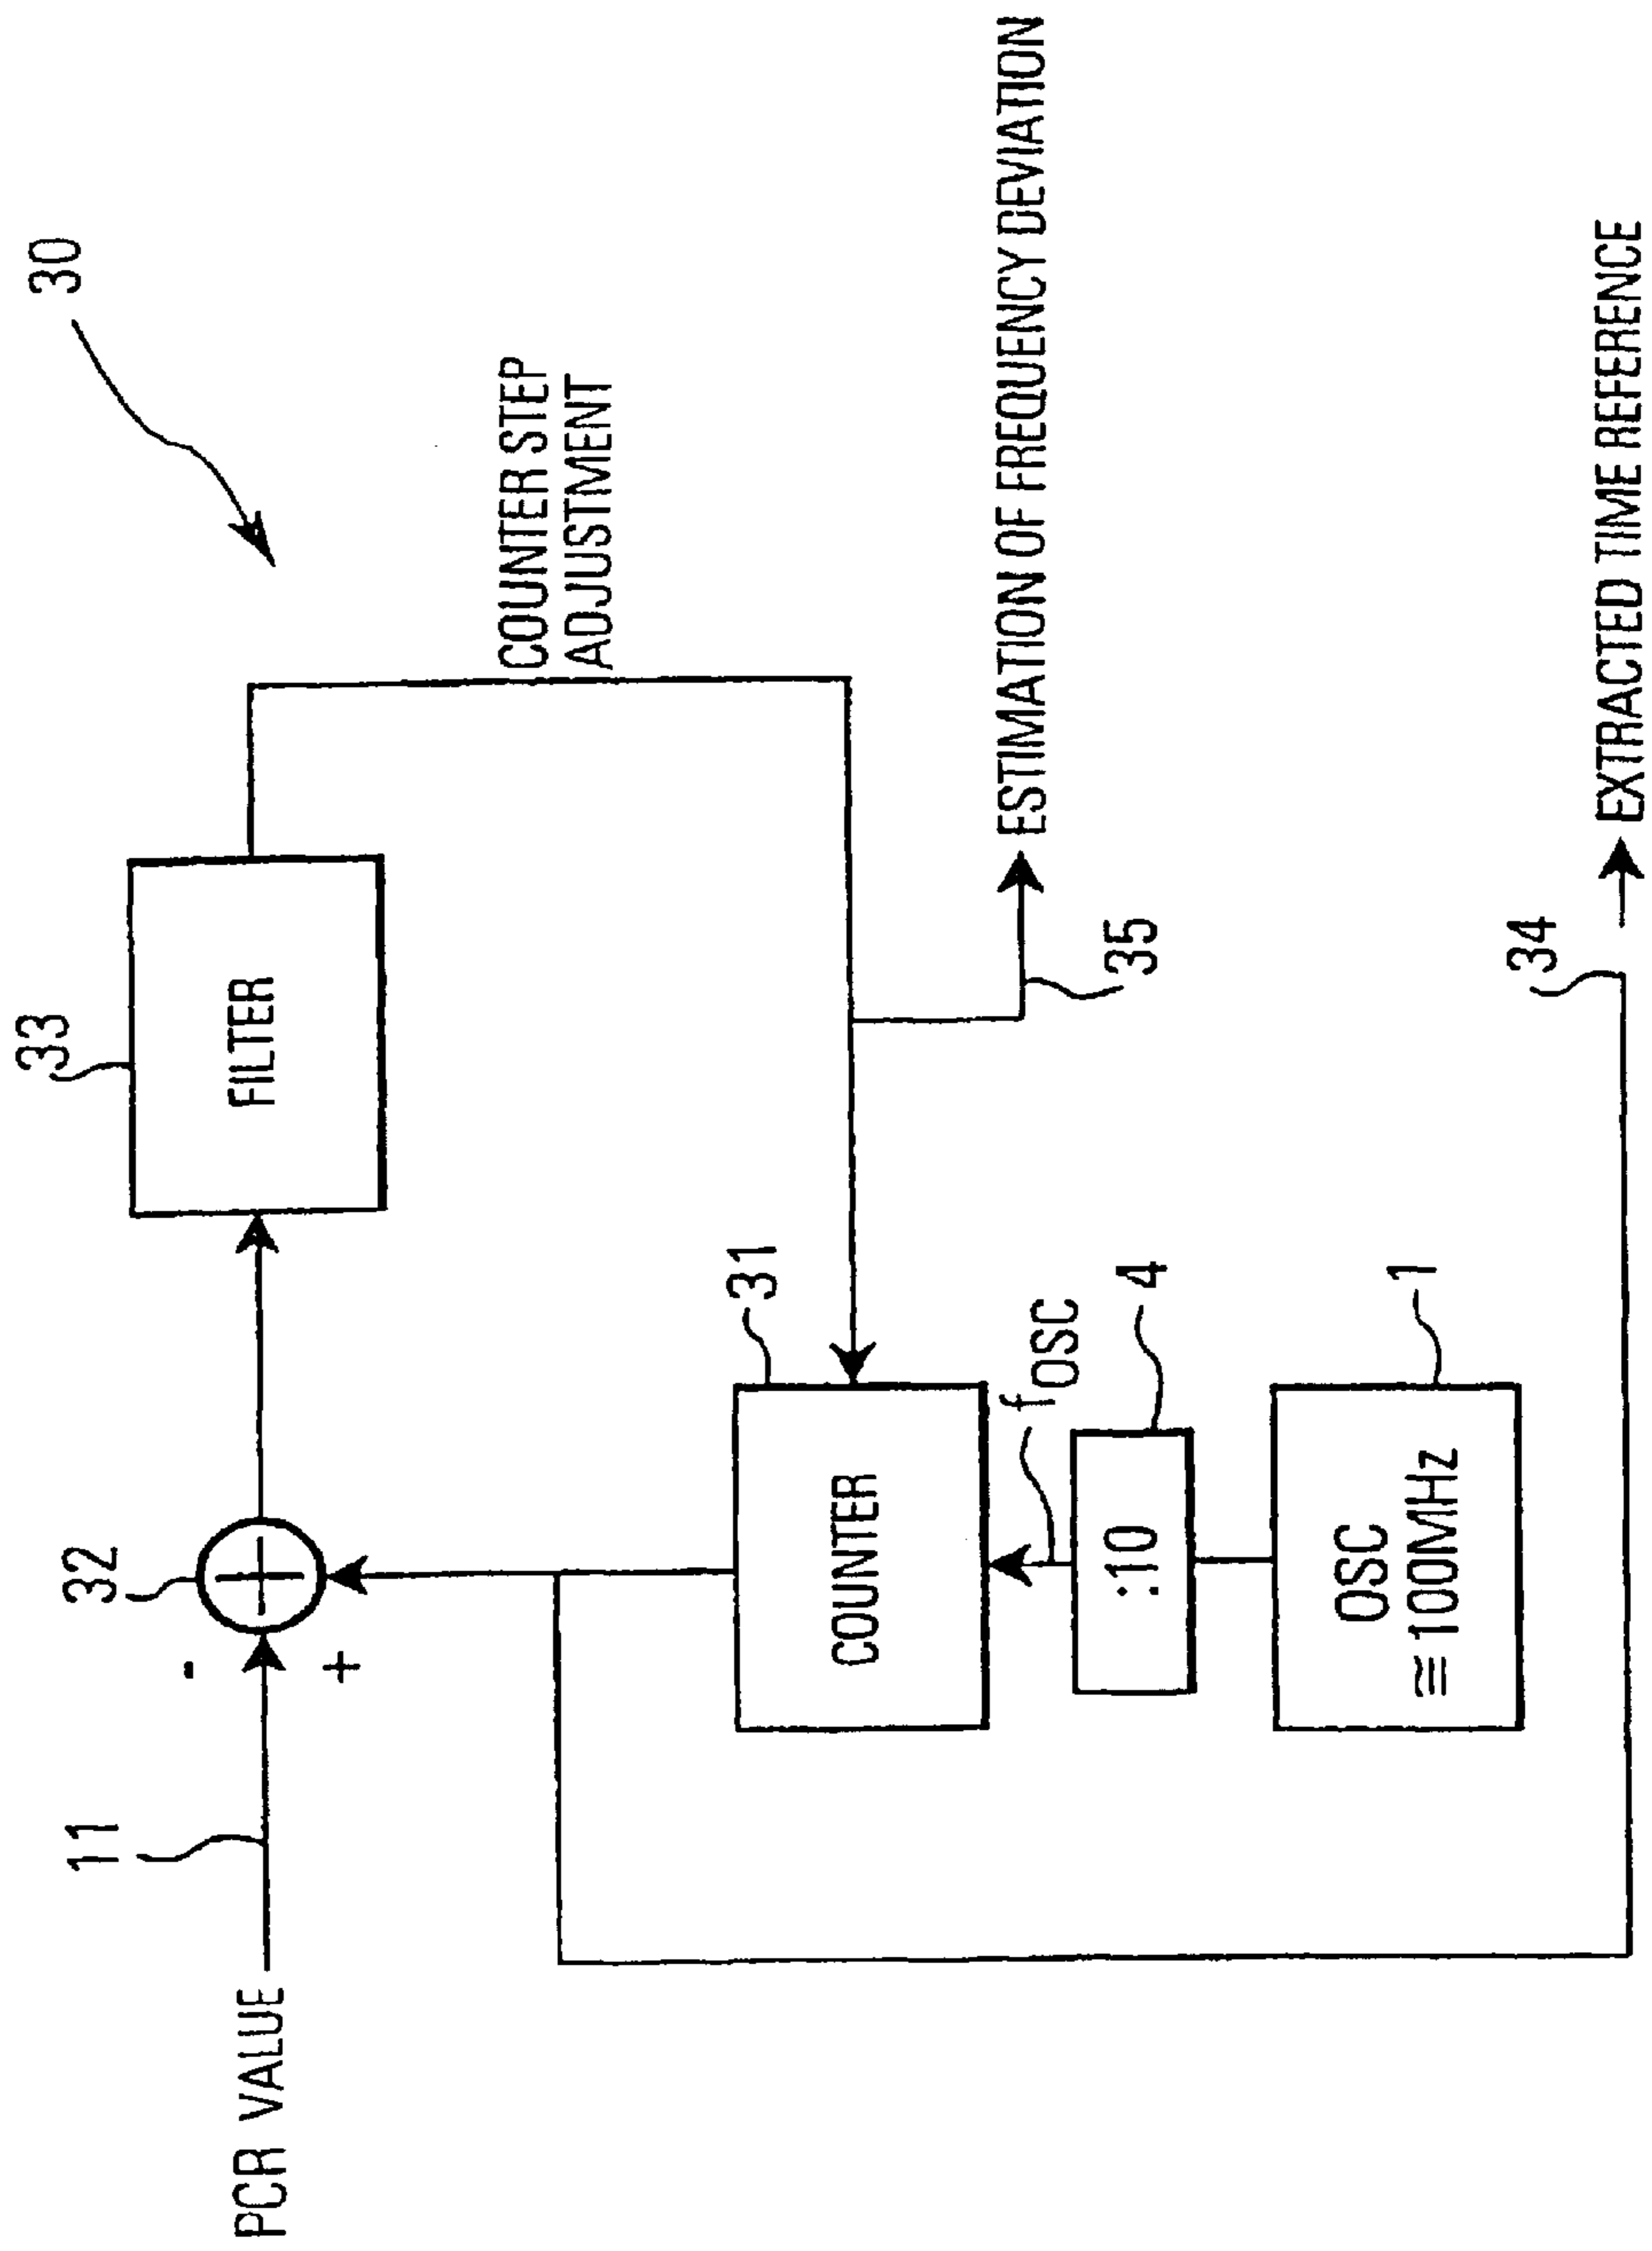 30
33
32
11
PCR VALUE
-
+
FILTER
COUNTER STEP
ADJUSTMENT
31
COUNTER
fOSC
4
:10
1
OSC
≅ 100MHz
35
ESTIMATION OF FREQUENCY DEVIATION
34
EXTRACTED TIME REFERENCE